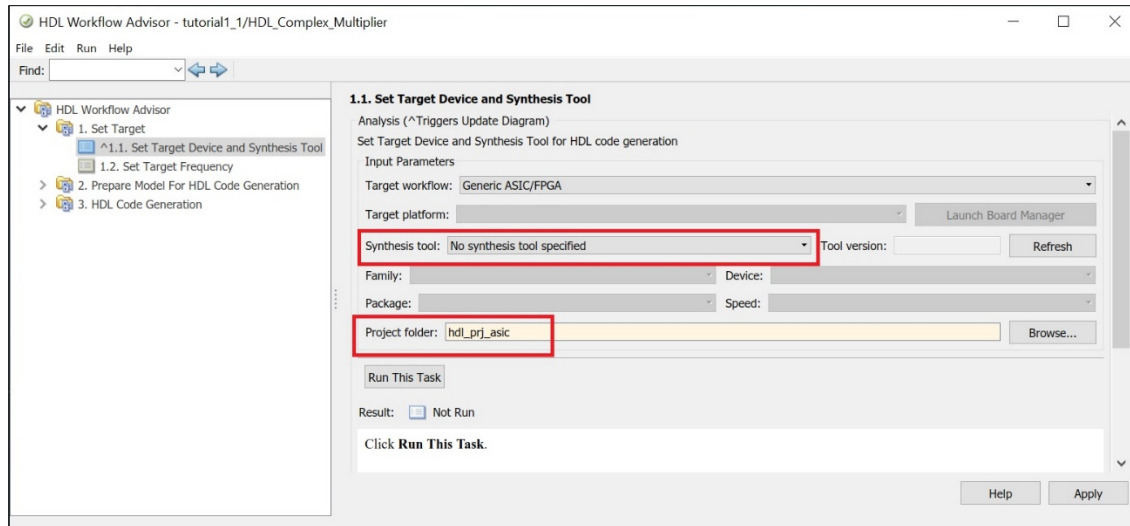 HDL Workflow Advisor - tutorial1_1/HDL_Complex_Multiplier
File Edit Run Help
Find:
HDL Workflow Advisor
1. Set Target
^1.1. Set Target Device and Synthesis Tool
1.2. Set Target Frequency
2. Prepare Model For HDL Code Generation
3. HDL Code Generation
1.1. Set Target Device and Synthesis Tool
Analysis (^Triggers Update Diagram)
Set Target Device and Synthesis Tool for HDL code generation
Input Parameters
Target workflow: Generic ASIC/FPGA
Target platform: Launch Board Manager
Synthesis tool: No synthesis tool specified Tool version: Refresh
Family: Device:
Package: Speed:
Project folder: hdl_prj_asic Browse...
Run This Task
Result: Not Run
Click Run This Task.
Help Apply